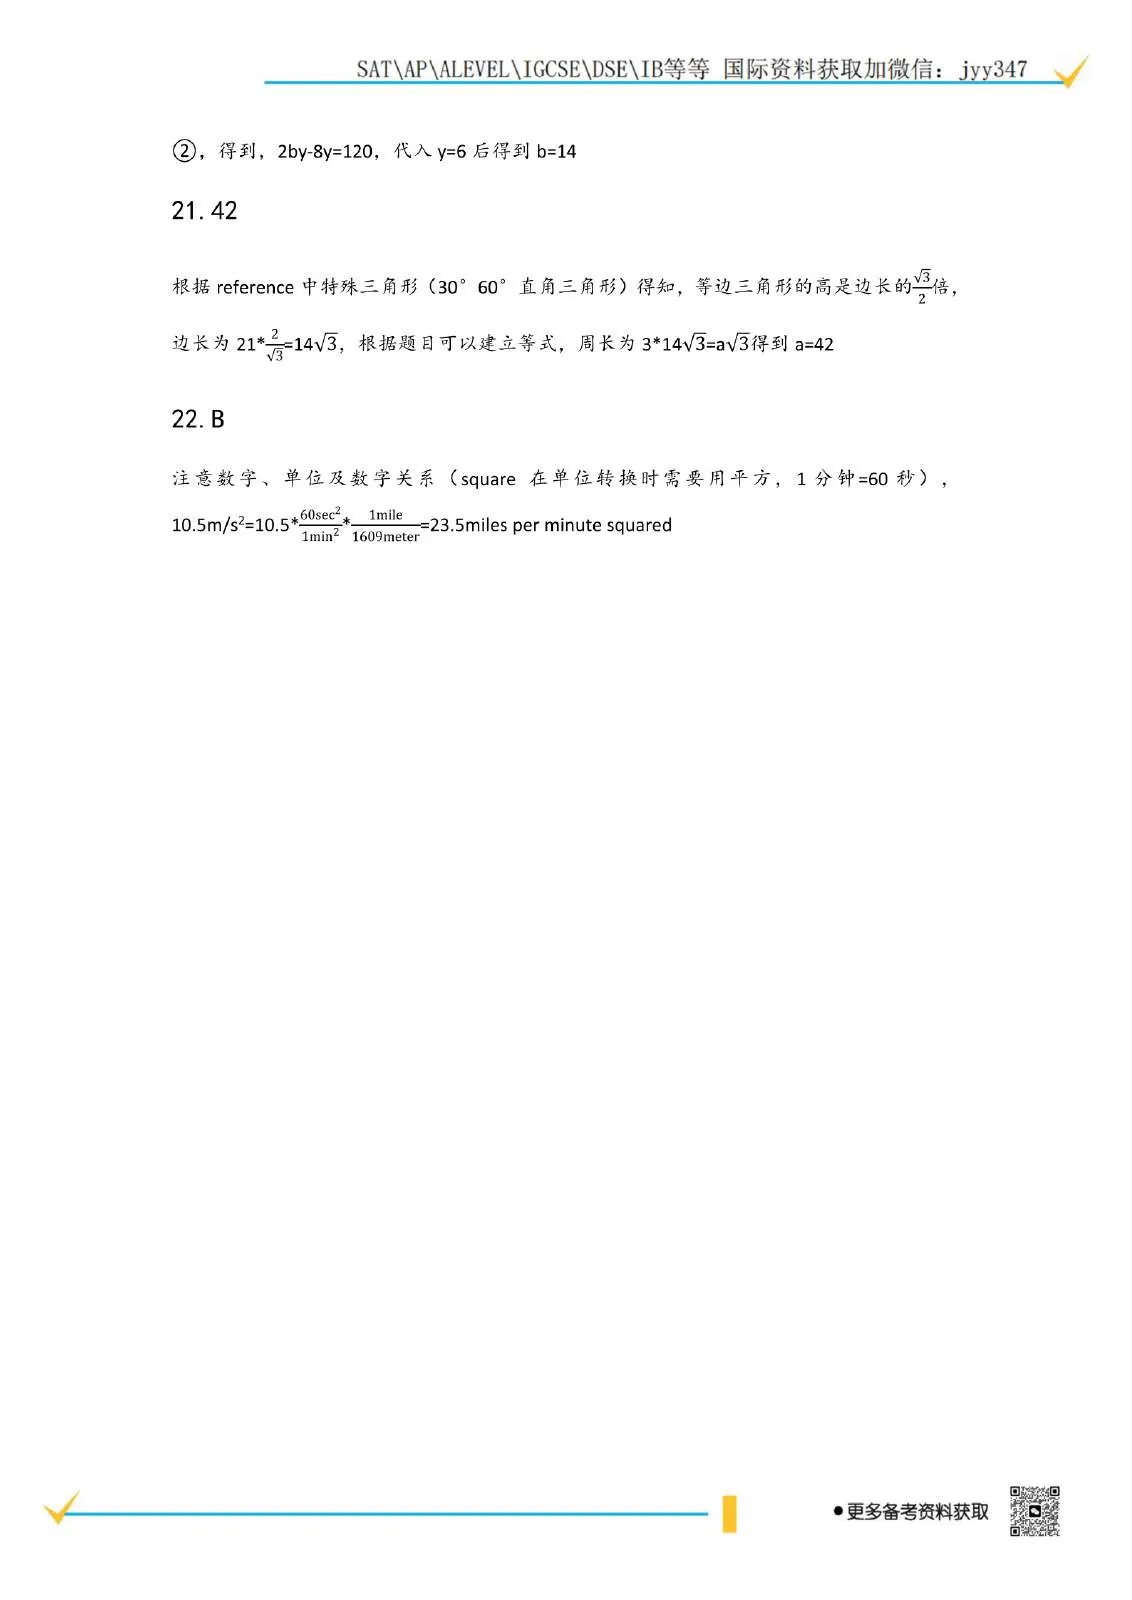 SAT\AP\ALEVEL\IGCSE\DSE\IB等等 国际资料获取加微信：jyy347
②，得到，2by-8y=120，代入 y=6 后得到 b=14
21. 42
根据 reference 中特殊三角形（30°60°直角三角形）得知，等边三角形的高是边长的√3/2倍，
边长为 21*2/√3=14√3，根据题目可以建立等式，周长为 3*14√3=a√3得到 a=42
22. B
注意数字、单位及数字关系（square 在单位转换时需要用平方，1 分钟=60 秒），
10.5m/s²=10.5*60sec²/1min²*1mile/1609meter=23.5miles per minute squared
●更多备考资料获取